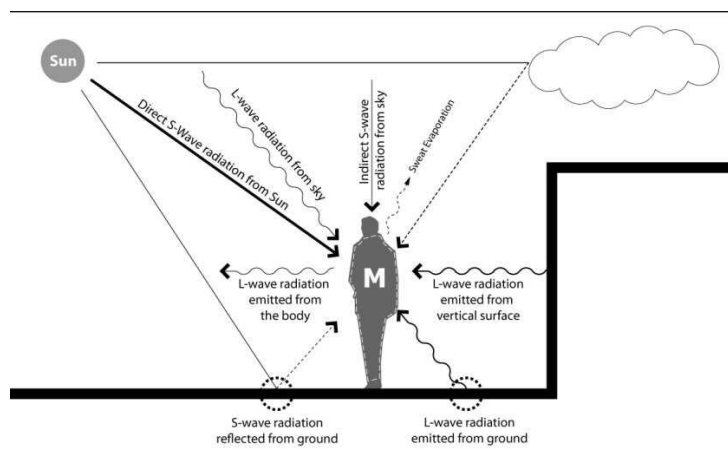 Sun
L-wave radiation from sky
Direct S-Wave radiation from Sun
Indirect S-wave
radiation from sky
Sweat Evaporation
M
L-wave radiation
emitted from
the body
L-wave radiation
emitted from
vertical surface
S-wave radiation
reflected from ground
L-wave radiation
emitted from ground